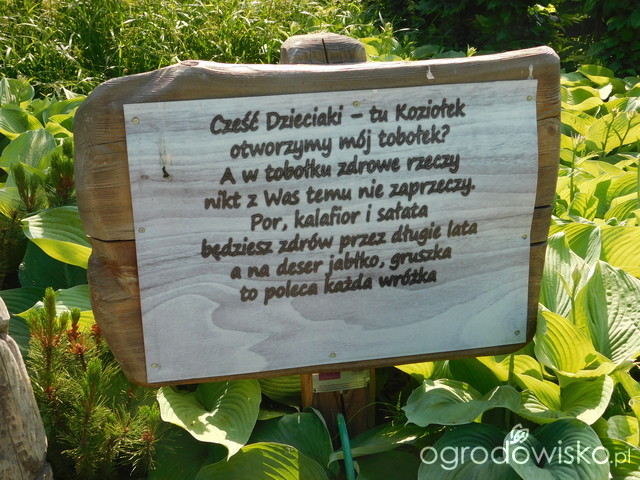 Cześć Dzieciaki – tu Koziołek
otworzymy mój tobołek?
A w tobołku zdrowe rzeczy
nikt z Was temu nie zaprzeczy.
Por, kalafior i sałata
będziesz zdrów przez długie lata
a na deser jabłko, gruszka
to poleca każda wróżka
ogrodowisko.pl